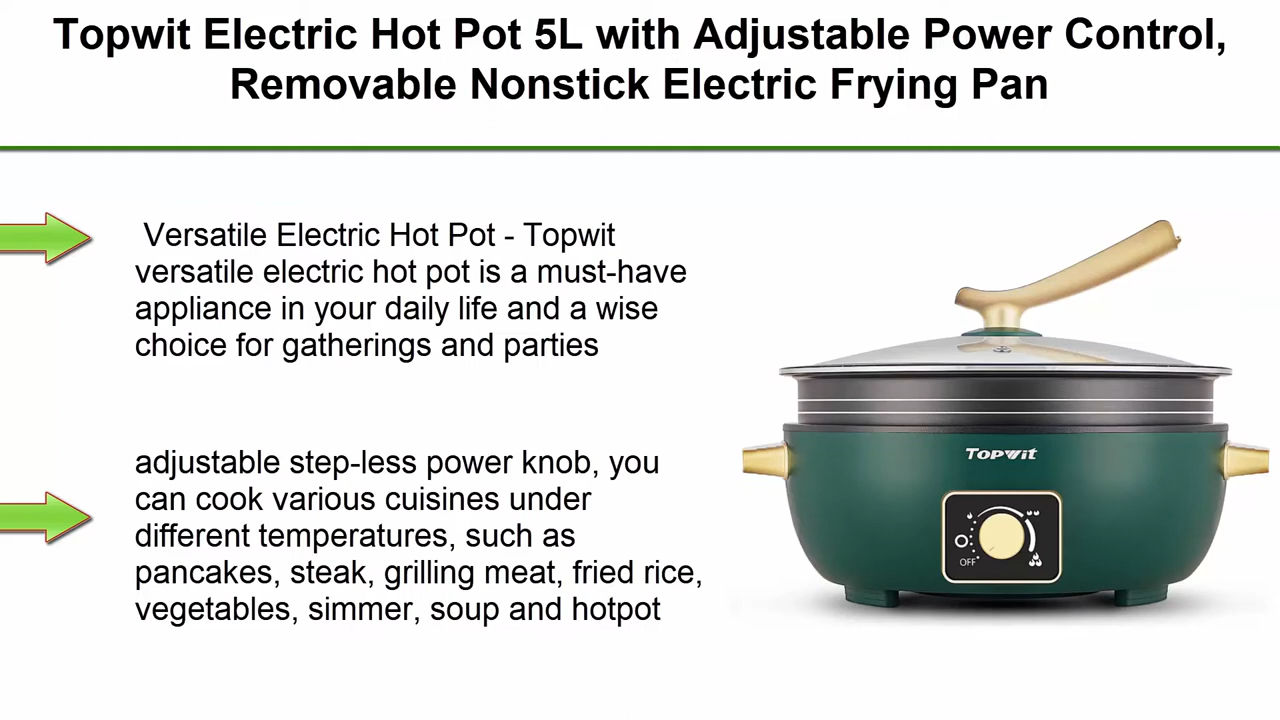 Topwit Electric Hot Pot 5L with Adjustable Power Control,
Removable Nonstick Electric Frying Pan
Versatile Electric Hot Pot - Topwit
versatile electric hot pot is a must-have
appliance in your daily life and a wise
choice for gatherings and parties
adjustable step-less power knob, you
can cook various cuisines under
different temperatures, such as
pancakes, steak, grilling meat, fried rice,
vegetables, simmer, soup and hotpot
Topwit
OFF